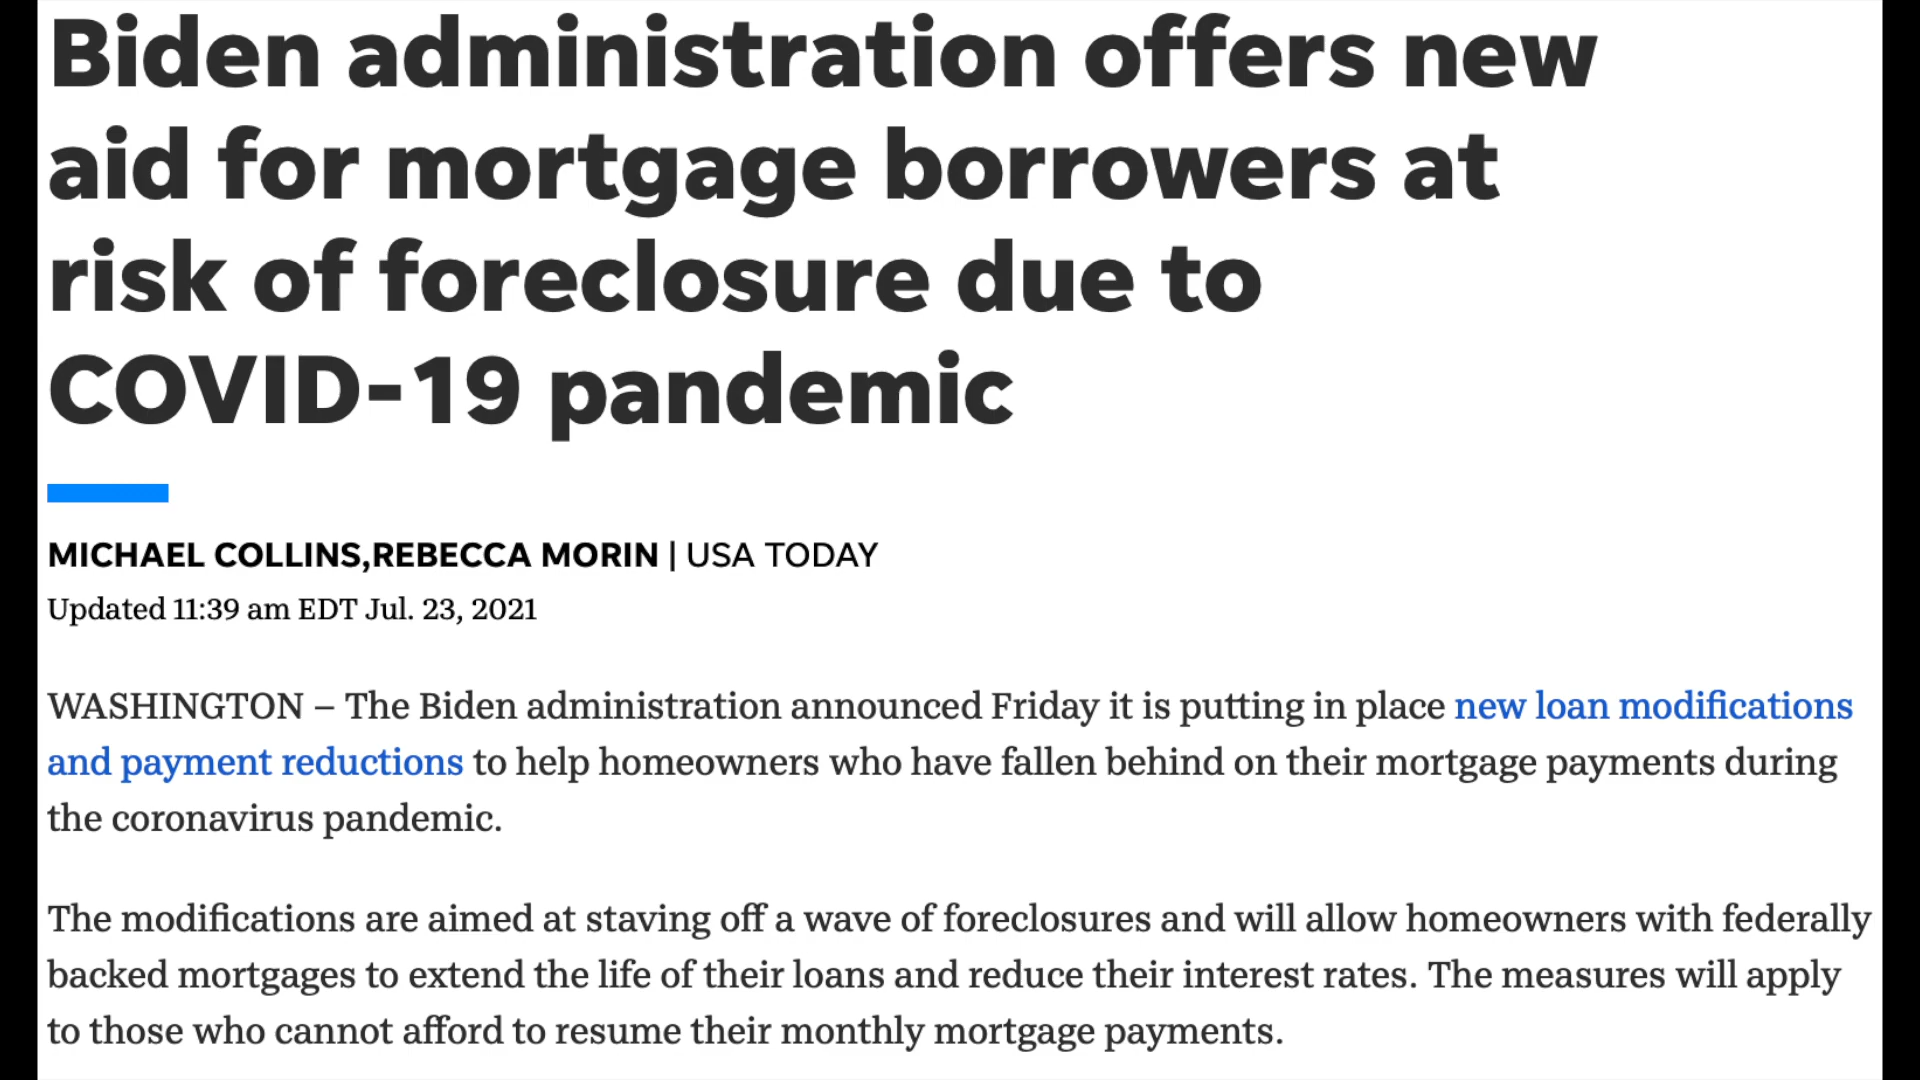 Biden administration offers new
aid for mortgage borrowers at
risk of foreclosure due to
COVID-19 pandemic
MICHAEL COLLINS,REBECCA MORIN | USA TODAY
Updated 11:39 am EDT Jul. 23, 2021
WASHINGTON – The Biden administration announced Friday it is putting in place new loan modifications
and payment reductions to help homeowners who have fallen behind on their mortgage payments during
the coronavirus pandemic.
The modifications are aimed at staving off a wave of foreclosures and will allow homeowners with federally
backed mortgages to extend the life of their loans and reduce their interest rates. The measures will apply
to those who cannot afford to resume their monthly mortgage payments.